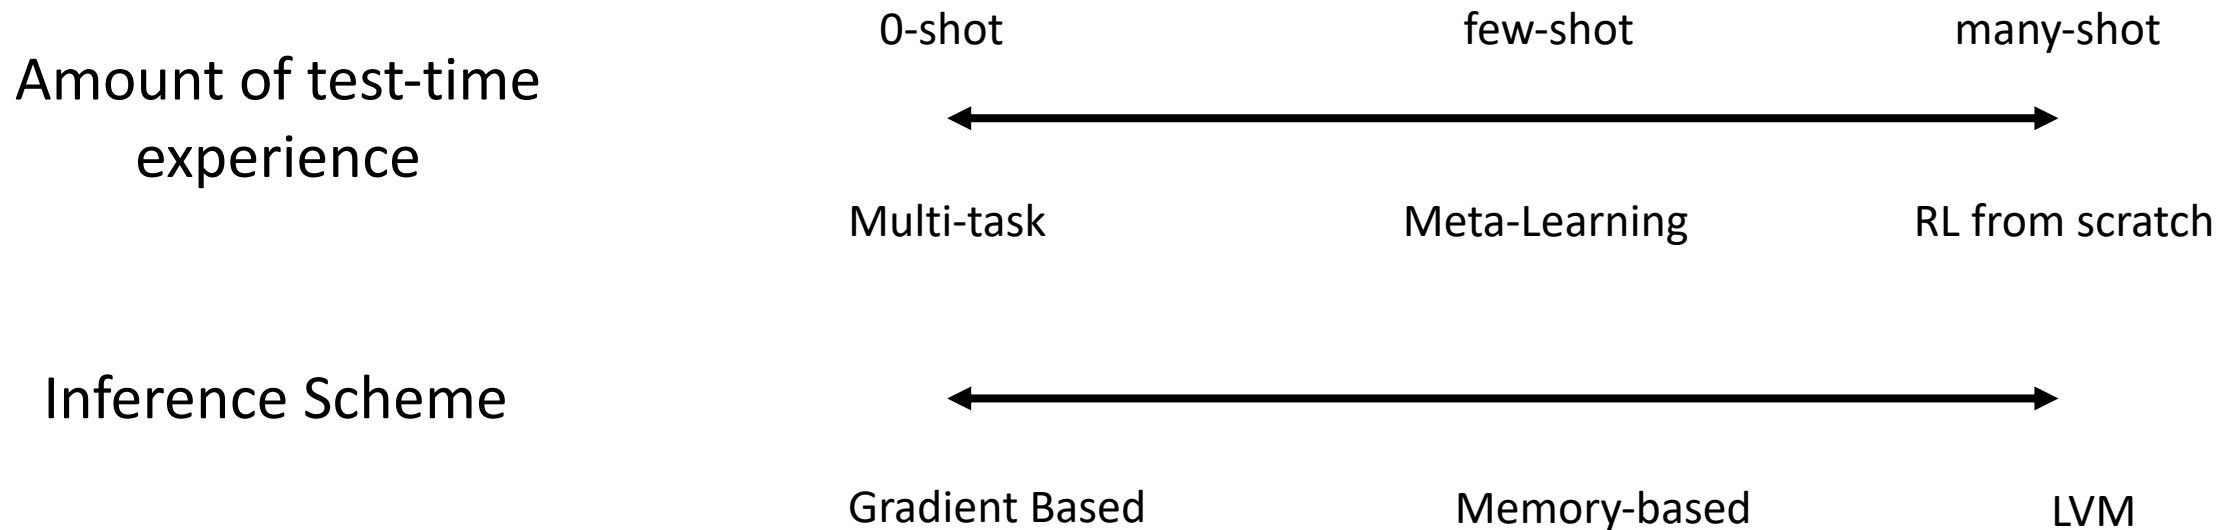 0-shot few-shot many-shot
Amount of test-time
experience
Multi-task Meta-Learning RL from scratch
Inference Scheme
Gradient Based Memory-based LVM